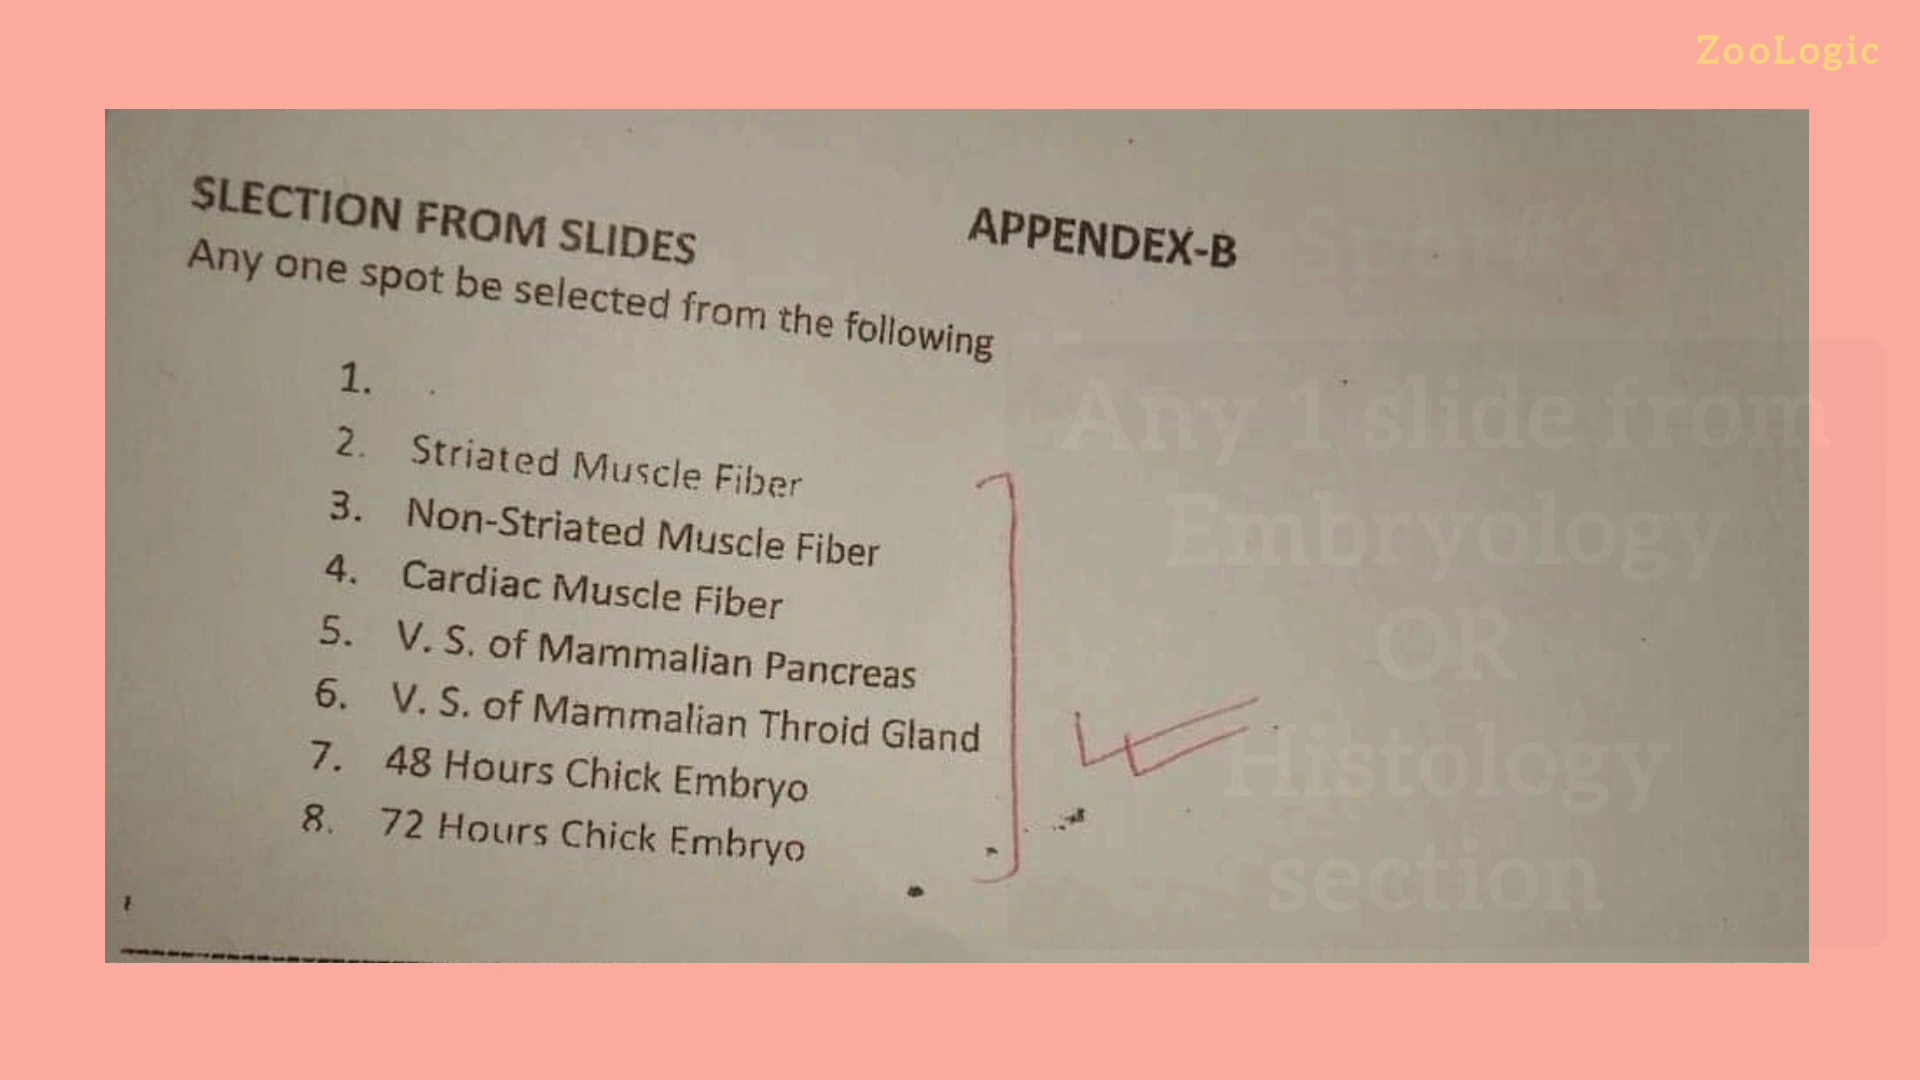 ZooLogic
SLECTION FROM SLIDES
APPENDEX-B
Any one spot be selected from the following
1. .
2. Striated Muscle Fiber
3. Non-Striated Muscle Fiber
4. Cardiac Muscle Fiber
5. V. S. of Mammalian Pancreas
6. V. S. of Mammalian Throid Gland
7. 48 Hours Chick Embryo
8. 72 Hours Chick Embryo
Spot#3
Any 1 slide from
Embryology
OR
Histology
section